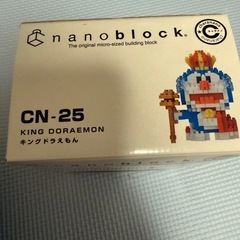 nanoblock®
The original micro-sized building block
CN-25
KING DORAEMON
キングドラえもん